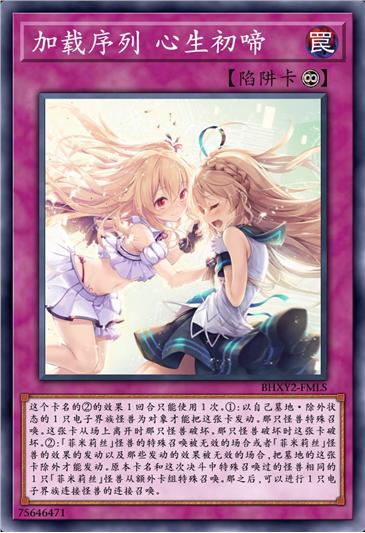 加载序列 心生初啼
罠
【陷阱卡】
BHXY2-FMLS
这个卡名的②的效果1回合只能使用1次。①:以自己墓地·除外状
态的1只电子界族怪兽为对象才能把这张卡发动。那只怪兽特殊召
唤。这张卡从场上离开时那只怪兽破坏。那只怪兽破坏时这张卡破
坏。②:「菲米莉丝」怪兽的特殊召唤被无效的场合或者「菲米莉丝」怪
兽的效果的发动以及那些发动的效果被无效的场合,把墓地的这张
卡除外才能发动。原本卡名和这次决斗中特殊召唤过的怪兽相同的
1只「菲米莉丝」怪兽从额外卡组特殊召唤。那之后,可以进行1只电
子界族连接怪兽的连接召唤。
75646471